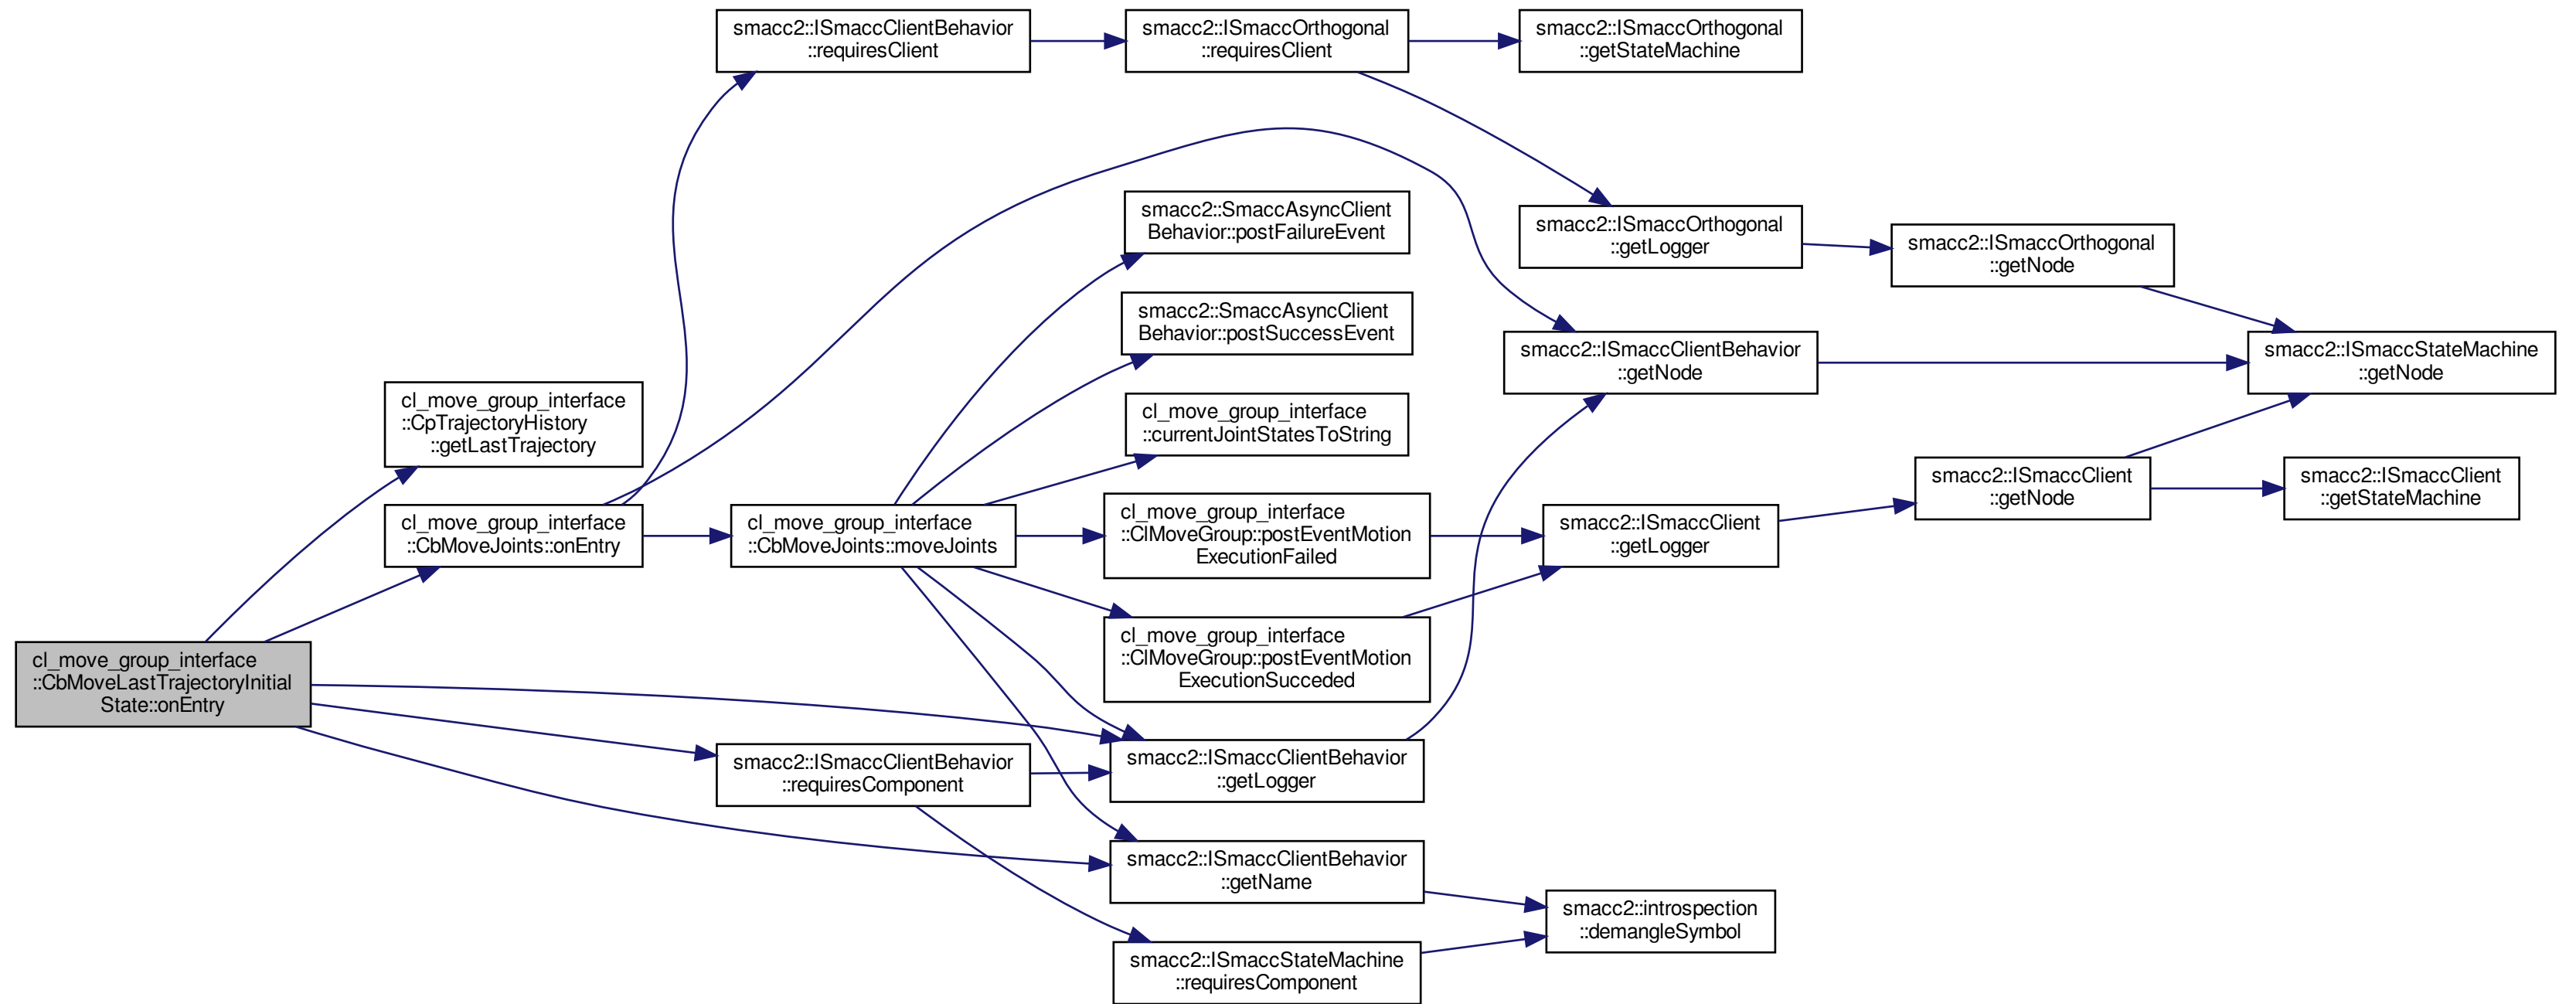 smacc2::ISmaccClientBehavior
::requiresClient
smacc2::ISmaccOrthogonal
::requiresClient
smacc2::ISmaccOrthogonal
::getStateMachine
smacc2::SmaccAsyncClient
Behavior::postFailureEvent
smacc2::ISmaccOrthogonal
::getLogger
smacc2::ISmaccOrthogonal
::getNode
smacc2::SmaccAsyncClient
Behavior::postSuccessEvent
smacc2::ISmaccClientBehavior
::getNode
smacc2::ISmaccStateMachine
::getNode
cl_move_group_interface
::CpTrajectoryHistory
::getLastTrajectory
cl_move_group_interface
::currentJointStatesToString
smacc2::ISmaccClient
::getNode
smacc2::ISmaccClient
::getStateMachine
cl_move_group_interface
::CbMoveJoints::onEntry
cl_move_group_interface
::CbMoveJoints::moveJoints
cl_move_group_interface
::ClMoveGroup::postEventMotion
ExecutionFailed
smacc2::ISmaccClient
::getLogger
cl_move_group_interface
::CbMoveLastTrajectoryInitial
State::onEntry
cl_move_group_interface
::ClMoveGroup::postEventMotion
ExecutionSucceded
smacc2::ISmaccClientBehavior
::requiresComponent
smacc2::ISmaccClientBehavior
::getLogger
smacc2::ISmaccClientBehavior
::getName
smacc2::introspection
::demangleSymbol
smacc2::ISmaccStateMachine
::requiresComponent